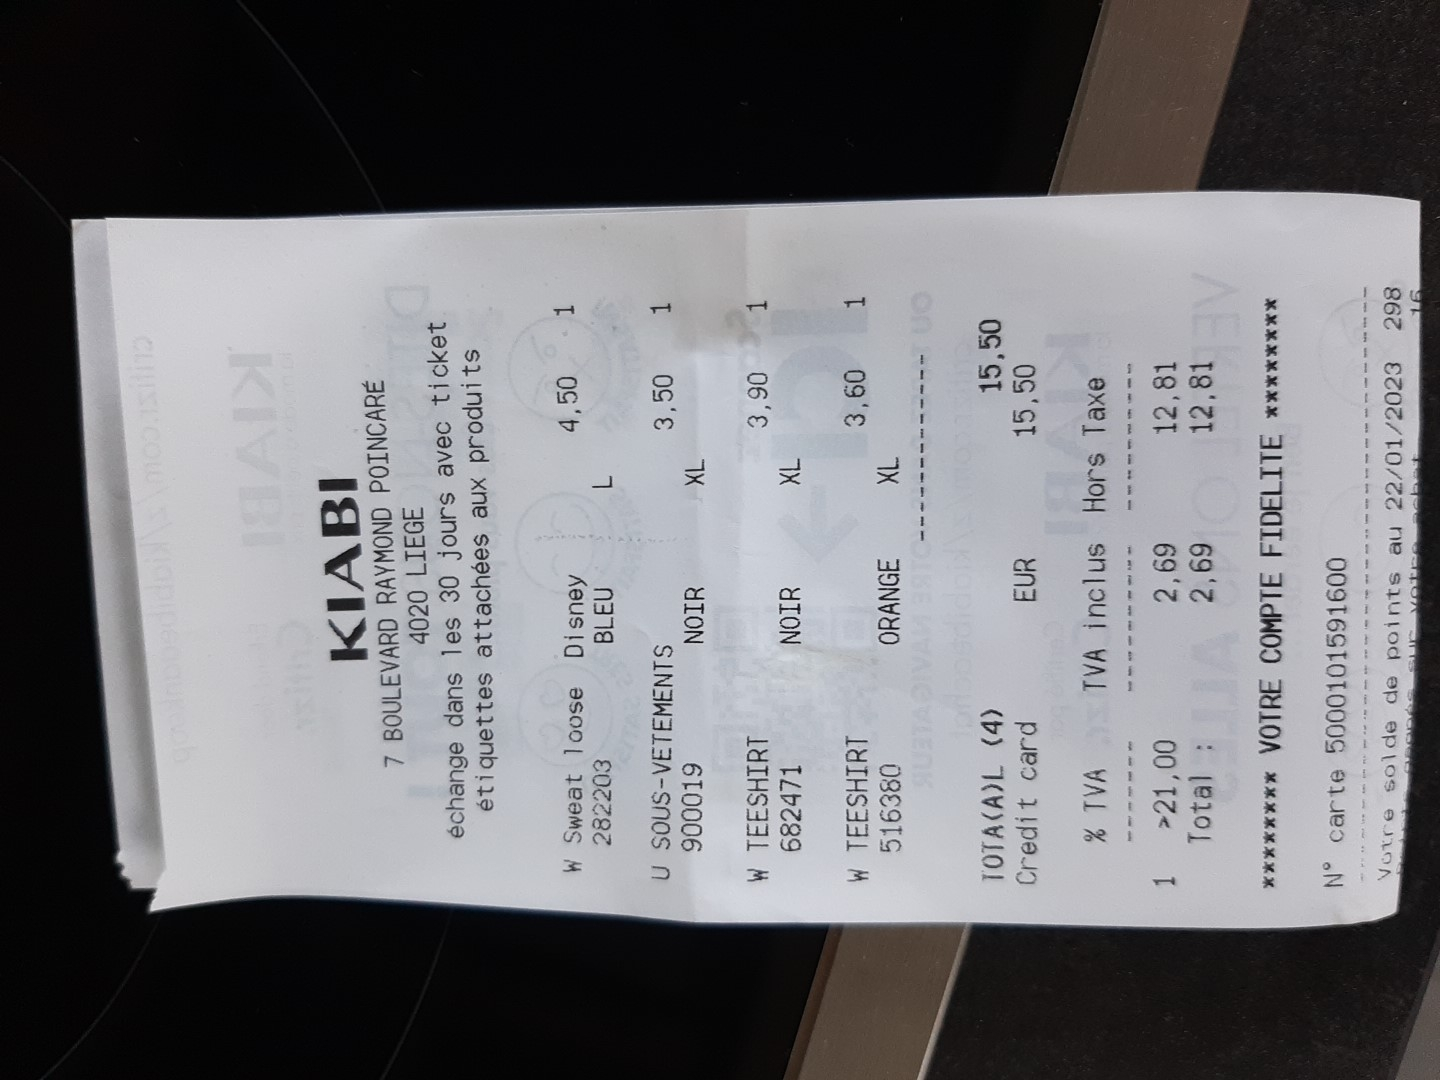 KIABI
7 BOULEVARD RAYMOND POINCARÉ
4020 LIEGE
échange dans les 30 jours avec ticket
étiquettes attachées aux produits
W Sweat loose Disney 4,50 1
282203 BLEU L
U SOUS-VETEMENTS 3,50 1
900019 NOIR XL
W TEESHIRT 3,90 1
682471 NOIR XL
W TEESHIRT 3,60 1
516380 ORANGE XL
------------
TOTA(A)L (4) 15,50
Credit card EUR 15,50
% TVA TVA inclus Hors Taxe
------ --------- ---------
1 >21,00 2,69 12,81
Total : 2,69 12,81
******** VOTRE COMPTE FIDELITE ********
N° carte 5000101591600
Votre solde de points au 22/01/2023 298
sur votre achat 16